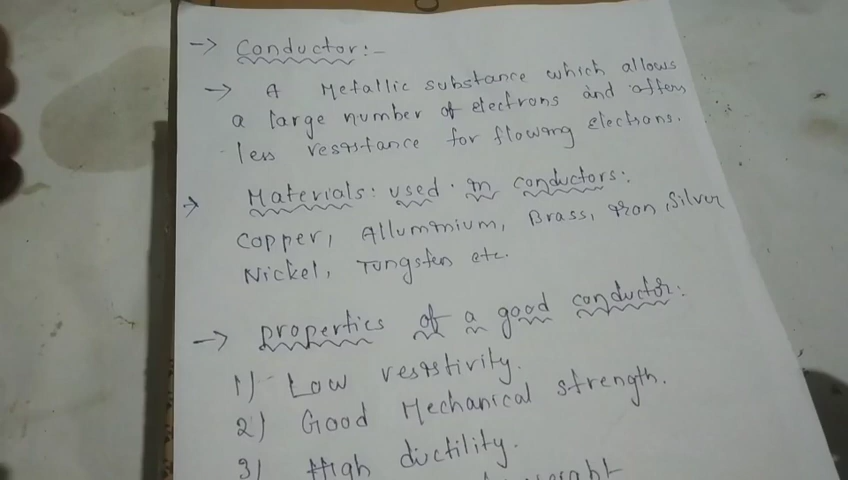 → Conductor:-
→ A Metallic substance which allows
a large number of electrons and offers
less resistance for flowing electrons.
→ Materials: used in conductors:
Copper, Alluminium, Brass, Iron, Silver
Nickel, Tungsten etc.
→ properties of a good conductor:
1) Low resistivity.
2) Good Mechanical strength.
3) High ductility.